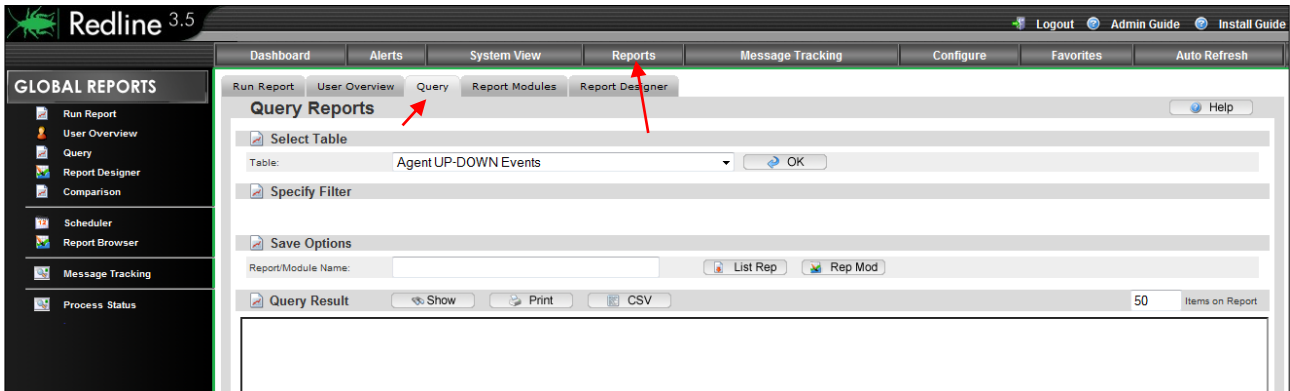 Redline 3.5
Logout Admin Guide Install Guide
Dashboard Alerts System View Reports Message Tracking Configure Favorites Auto Refresh
GLOBAL REPORTS
Run Report
User Overview
Query
Report Designer
Comparison
Scheduler
Report Browser
Message Tracking
Process Status
Run Report User Overview Query Report Modules Report Designer
Query Reports Help
Select Table
Table: Agent UP-DOWN Events OK
Specify Filter
Save Options
Report/Module Name: List Rep Rep Mod
Query Result Show Print CSV 50 Items on Report